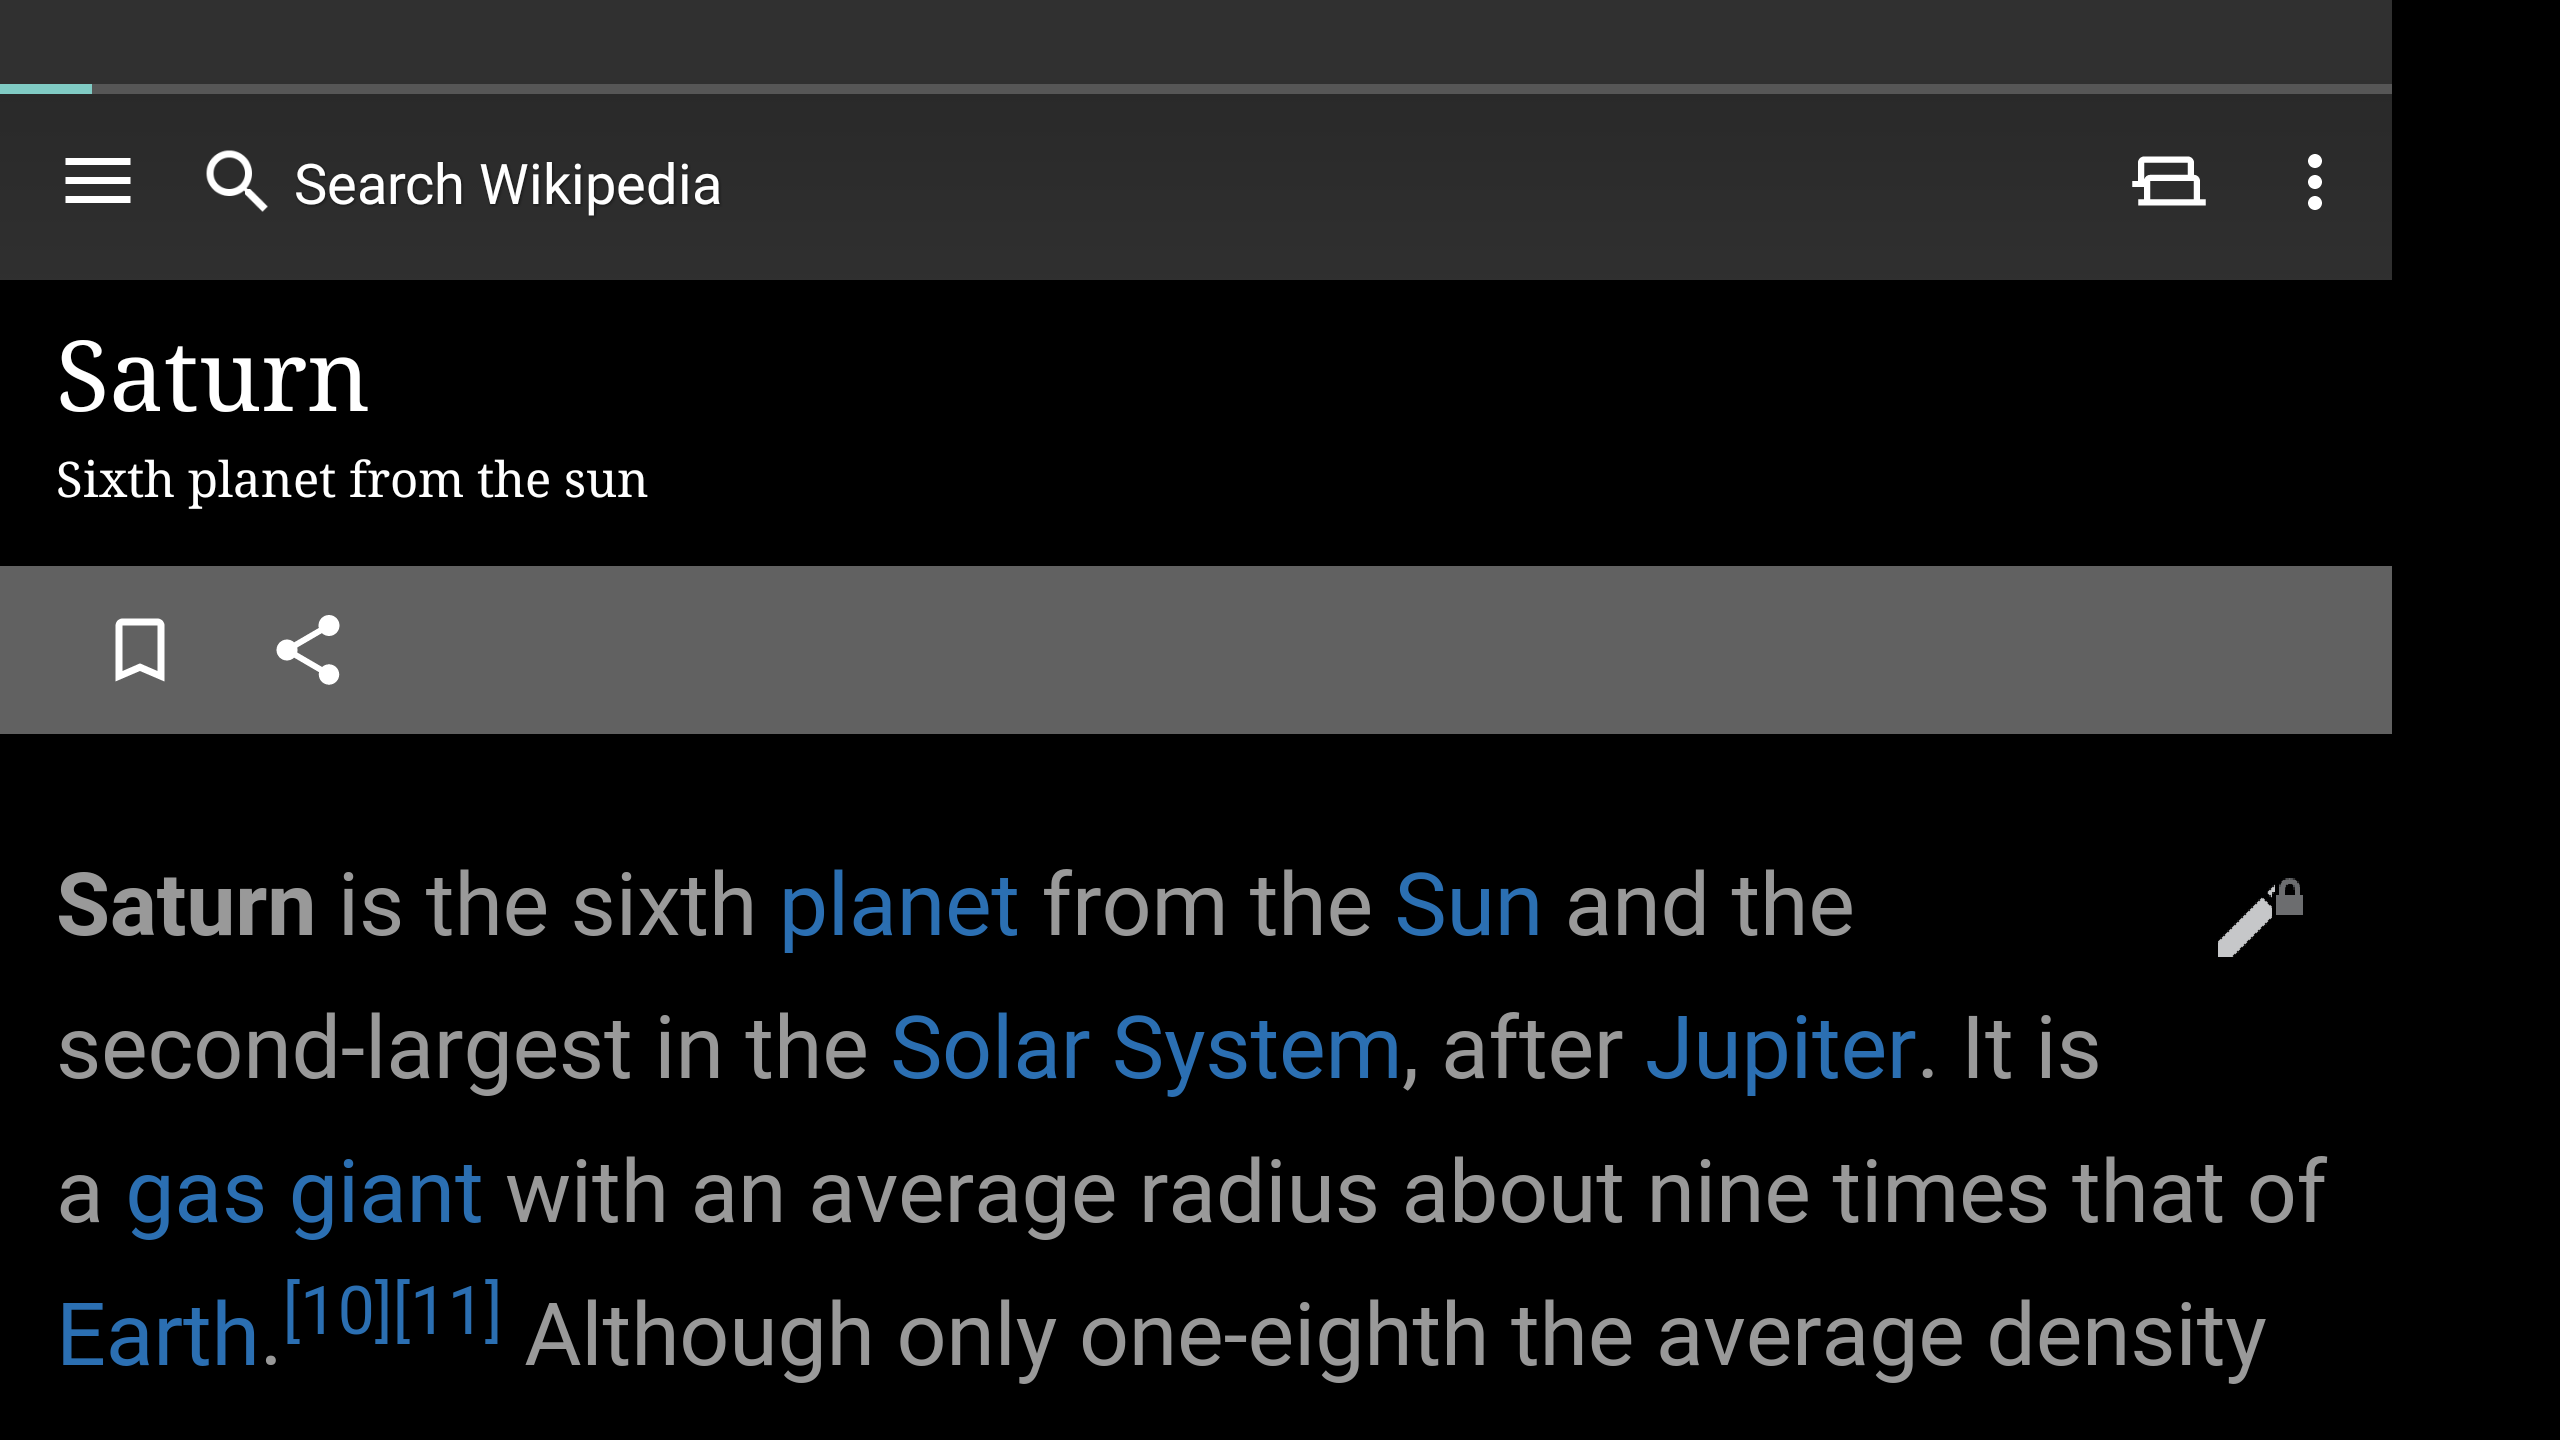 Search Wikipedia
Saturn
Sixth planet from the sun
Saturn is the sixth planet from the Sun and the
second-largest in the Solar System, after Jupiter. It is
a gas giant with an average radius about nine times that of
Earth.[10][11] Although only one-eighth the average density